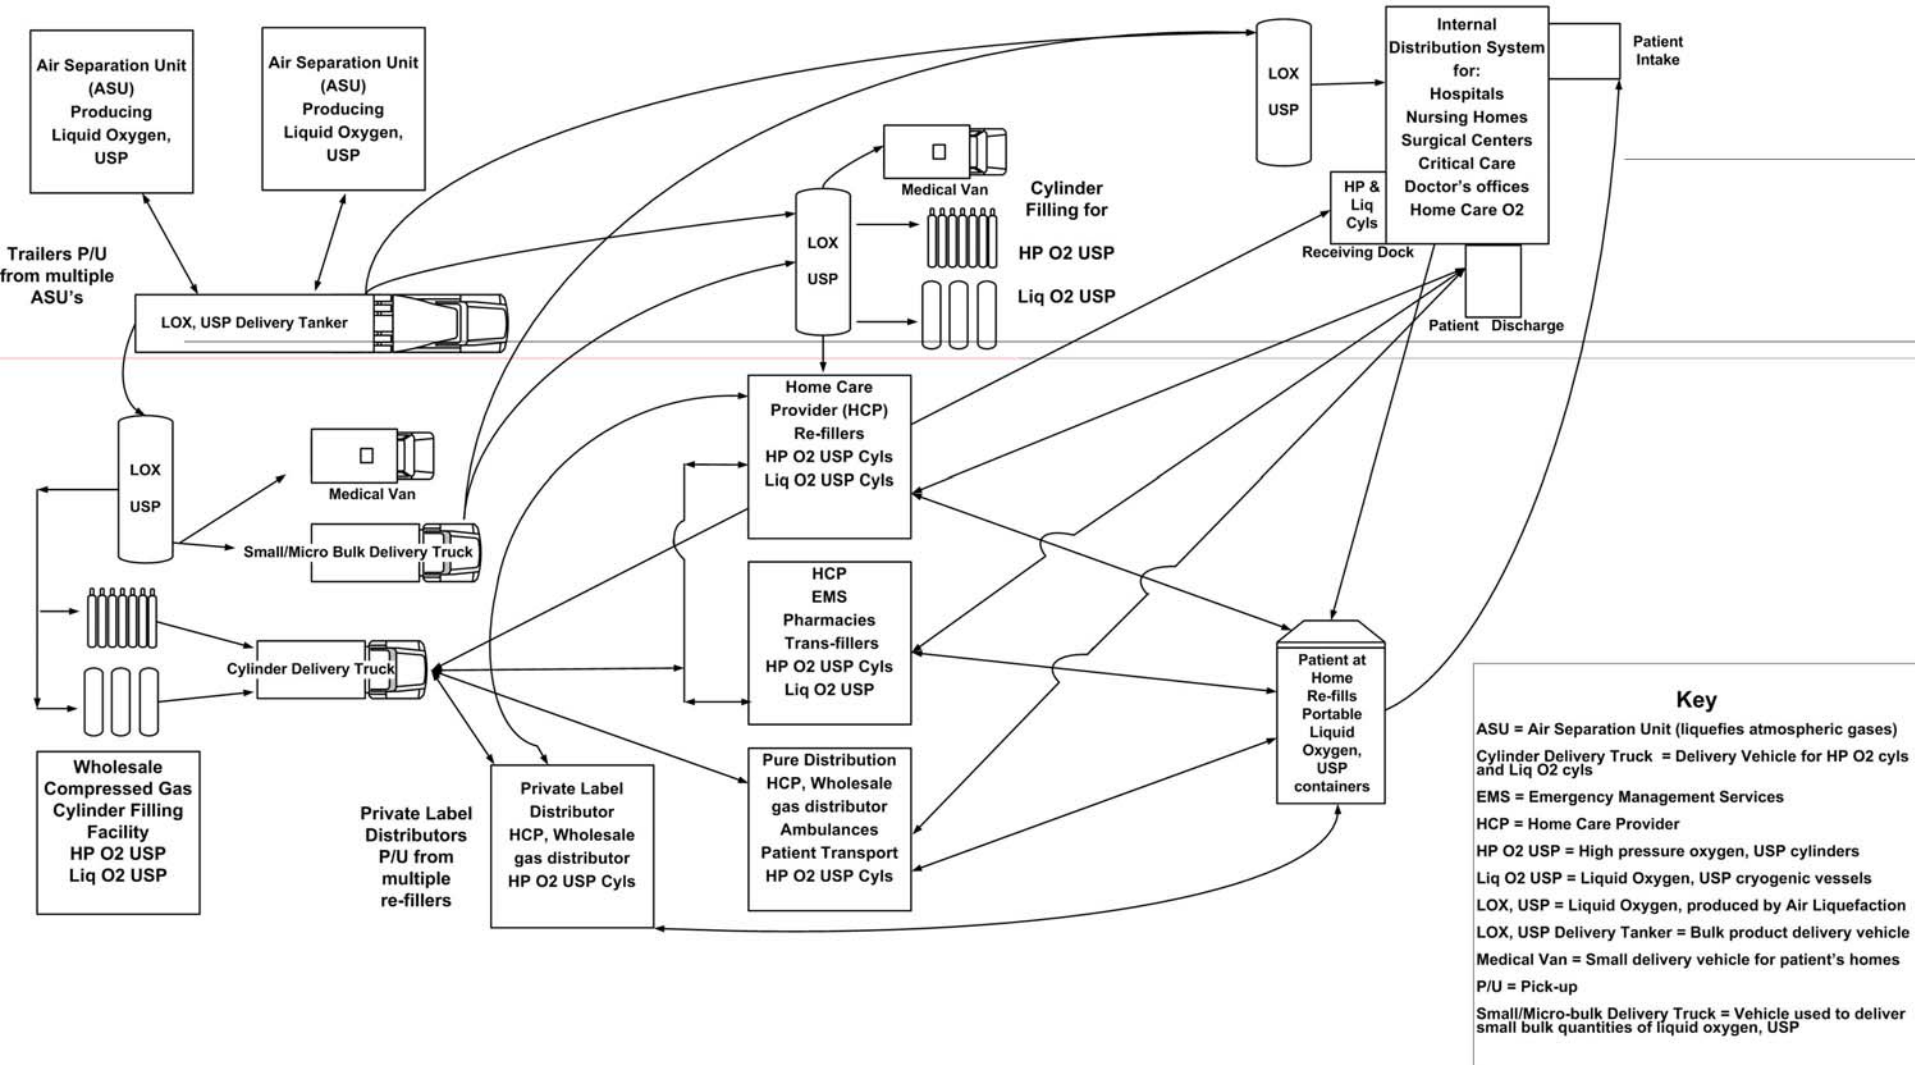 Air Separation Unit
(ASU)
Producing
Liquid Oxygen,
USP
Air Separation Unit
(ASU)
Producing
Liquid Oxygen,
USP
Trailers P/U
from multiple
ASU's
LOX, USP Delivery Tanker
LOX
USP
Medical Van
Small/Micro Bulk Delivery Truck
Cylinder Delivery Truck
Wholesale
Compressed Gas
Cylinder Filling
Facility
HP O2 USP
Liq O2 USP
Private Label
Distributors
P/U from
multiple
re-fillers
Private Label
Distributor
HCP, Wholesale
gas distributor
HP O2 USP Cyls
Medical Van
LOX
USP
Cylinder
Filling for
HP O2 USP
Liq O2 USP
Home Care
Provider (HCP)
Re-fillers
HP O2 USP Cyls
Liq O2 USP Cyls
HCP
EMS
Pharmacies
Trans-fillers
HP O2 USP Cyls
Liq O2 USP
Pure Distribution
HCP, Wholesale
gas distributor
Ambulances
Patient Transport
HP O2 USP Cyls
LOX
USP
Internal
Distribution System
for:
Hospitals
Nursing Homes
Surgical Centers
Critical Care
Doctor's offices
Home Care O2
Patient
Intake
HP &
Liq
Cyls
Receiving Dock
Patient Discharge
Patient at
Home
Re-fills
Portable
Liquid
Oxygen,
USP
containers
Key
ASU = Air Separation Unit (liquefies atmospheric gases)
Cylinder Delivery Truck = Delivery Vehicle for HP O2 cyls
and Liq O2 cyls
EMS = Emergency Management Services
HCP = Home Care Provider
HP O2 USP = High pressure oxygen, USP cylinders
Liq O2 USP = Liquid Oxygen, USP cryogenic vessels
LOX, USP = Liquid Oxygen, produced by Air Liquefaction
LOX, USP Delivery Tanker = Bulk product delivery vehicle
Medical Van = Small delivery vehicle for patient's homes
P/U = Pick-up
Small/Micro-bulk Delivery Truck = Vehicle used to deliver
small bulk quantities of liquid oxygen, USP